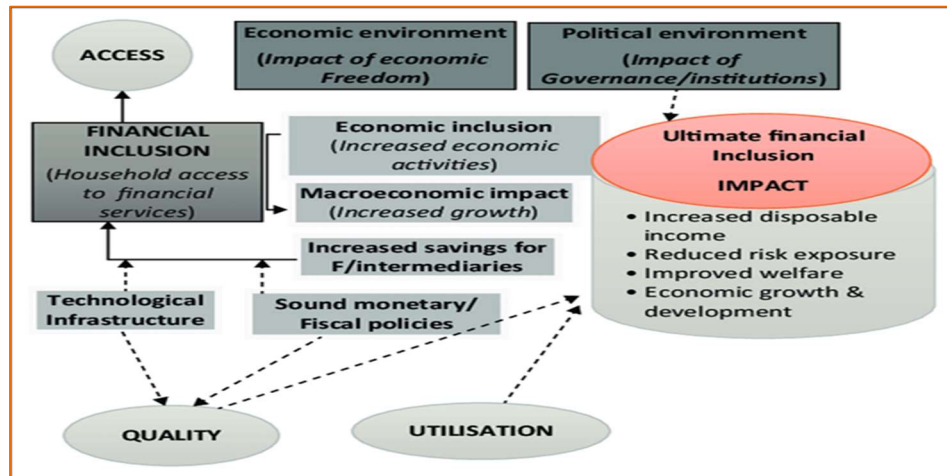 ACCESS
Economic environment
(Impact of economic
Freedom)
Political environment
(Impact of
Governance/institutions)
FINANCIAL
INCLUSION
(Household access
to financial
services)
Economic inclusion
(Increased economic
activities)
Macroeconomic impact
(Increased growth)
Increased savings for
F/intermediaries
Ultimate financial
Inclusion
IMPACT
• Increased disposable
income
• Reduced risk exposure
• Improved welfare
• Economic growth &
development
Technological
Infrastructure
Sound monetary/
Fiscal policies
QUALITY
UTILISATION